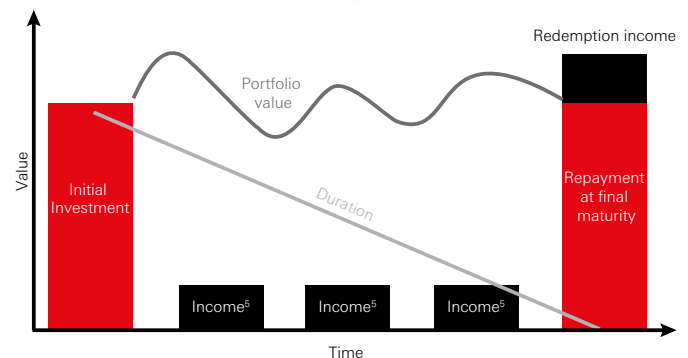 Redemption income
Portfolio
value
Value
Initial
Investment
Duration
Repayment
at final
maturity
Income⁵
Income⁵
Income⁵
Time